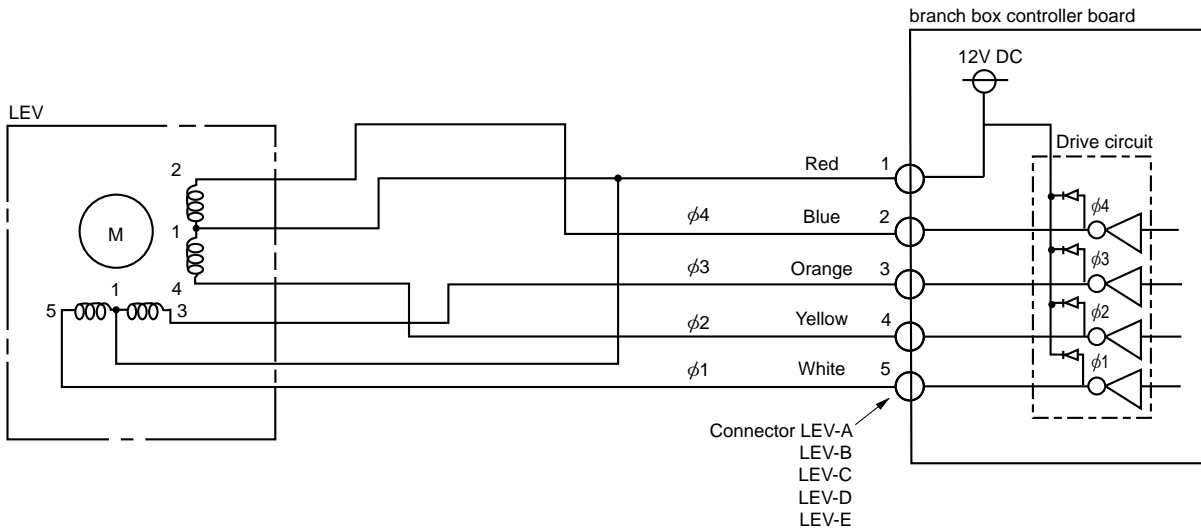 branch box controller board
12V DC
LEV
Drive circuit
2
Red 1
ϕ4
ϕ4 Blue 2
1
M
ϕ3
ϕ3 Orange 3
4
5 1 3
ϕ2
ϕ2 Yellow 4
ϕ1
ϕ1 White 5
Connector LEV-A
LEV-B
LEV-C
LEV-D
LEV-E